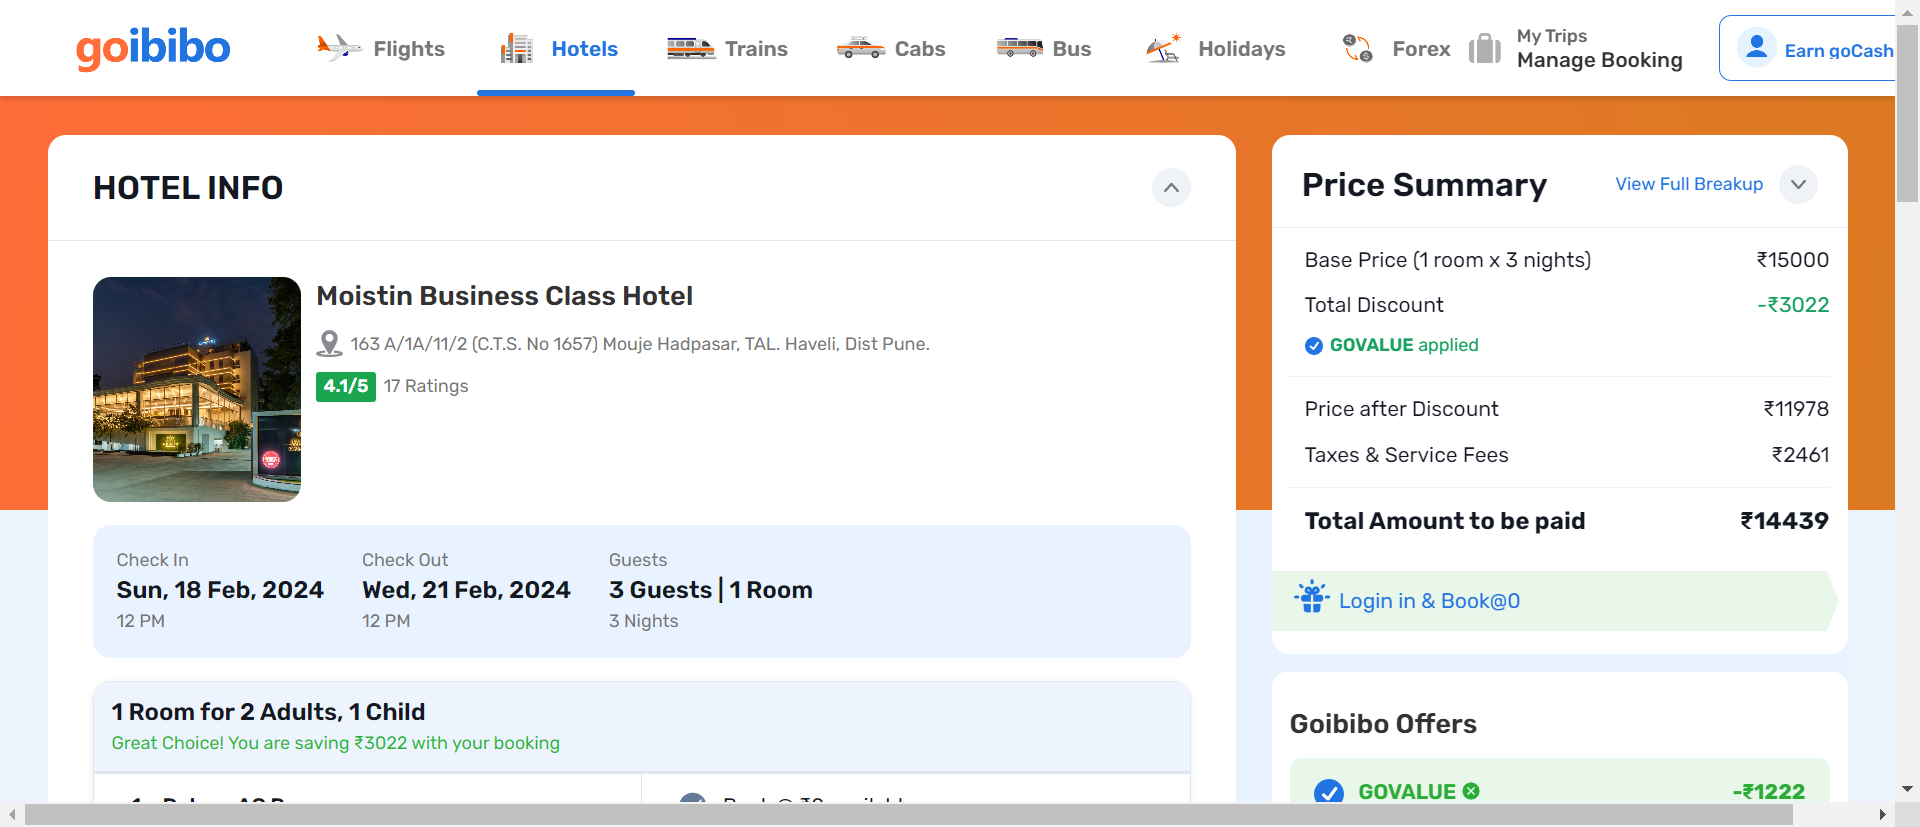 goibibo
Flights
Hotels
Trains
Cabs
Bus
Holidays
Forex
My Trips
Manage Booking
Earn goCash
HOTEL INFO
Moistin Business Class Hotel
163 A/1A/11/2 (C.T.S. No 1657) Mouje Hadpasar, TAL. Haveli, Dist Pune.
4.1/5 17 Ratings
Check In
Sun, 18 Feb, 2024
12 PM
Check Out
Wed, 21 Feb, 2024
12 PM
Guests
3 Guests | 1 Room
3 Nights
1 Room for 2 Adults, 1 Child
Great Choice! You are saving ₹3022 with your booking
Price Summary
View Full Breakup
Base Price (1 room x 3 nights) ₹15000
Total Discount -₹3022
GOVALUE applied
Price after Discount ₹11978
Taxes & Service Fees ₹2461
Total Amount to be paid ₹14439
Login in & Book@0
Goibibo Offers
GOVALUE -₹1222